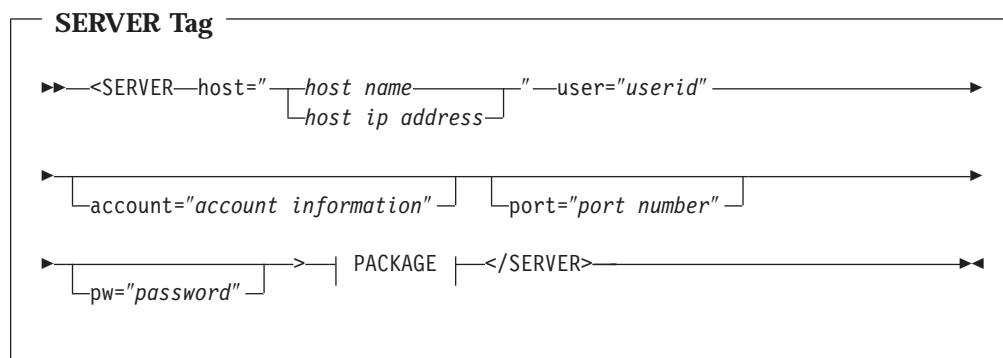 SERVER Tag
<SERVER host="host name" user="userid"
host ip address
account="account information" port="port number"
> PACKAGE </SERVER>
pw="password"